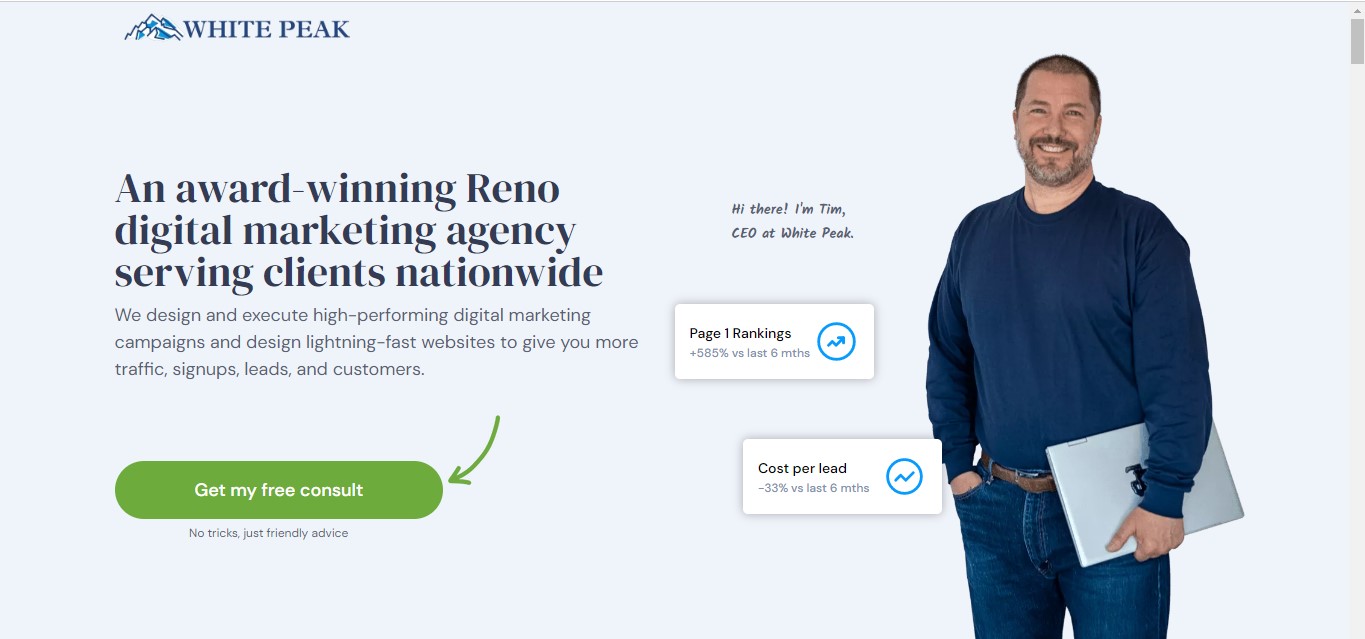 WHITE PEAK
An award-winning Reno
digital marketing agency
serving clients nationwide
We design and execute high-performing digital marketing
campaigns and design lightning-fast websites to give you more
traffic, signups, leads, and customers.
Get my free consult
No tricks, just friendly advice
Hi there! I'm Tim,
CEO at White Peak.
Page 1 Rankings
+585% vs last 6 mths
Cost per lead
-33% vs last 6 mths